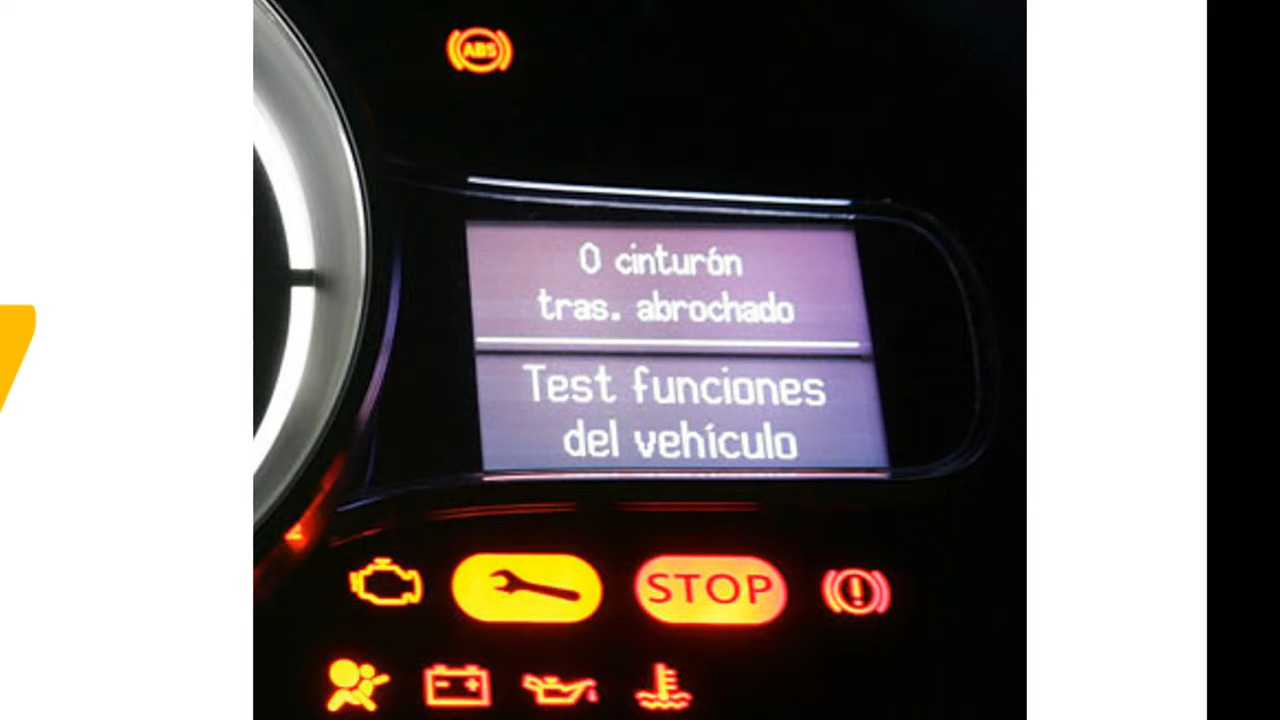 ABS
0 cinturón
tras. abrochado
Test funciones
del vehículo
STOP